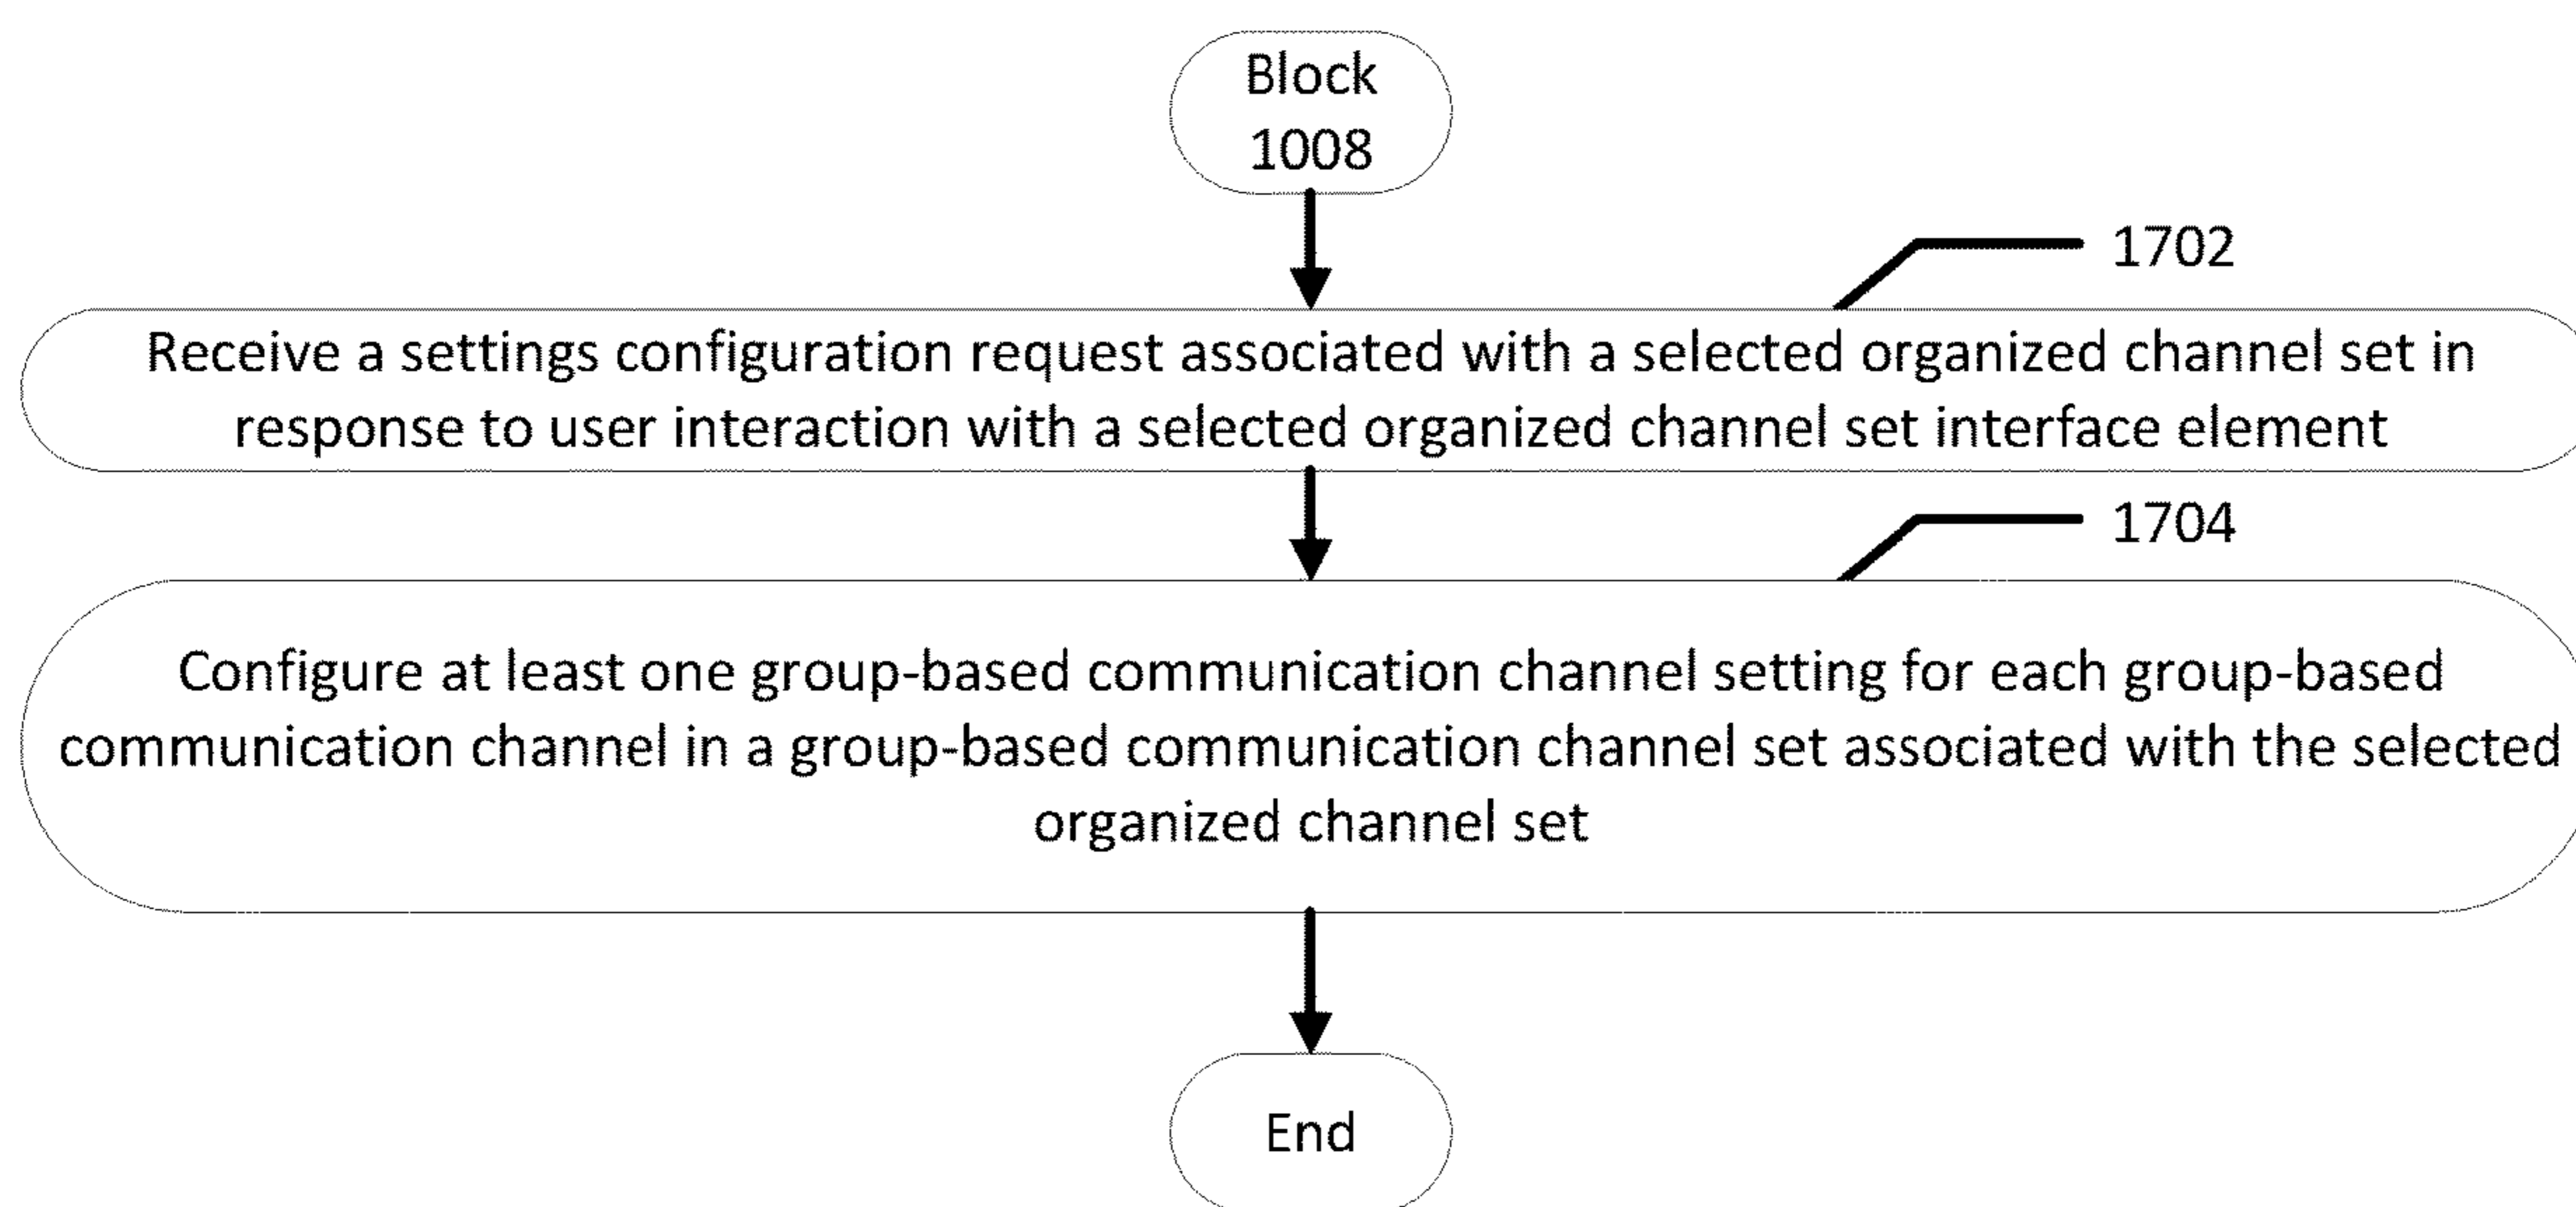 Block
1008
1702
Receive a settings configuration request associated with a selected organized channel set in
response to user interaction with a selected organized channel set interface element
1704
Configure at least one group-based communication channel setting for each group-based
communication channel in a group-based communication channel set associated with the selected
organized channel set
End